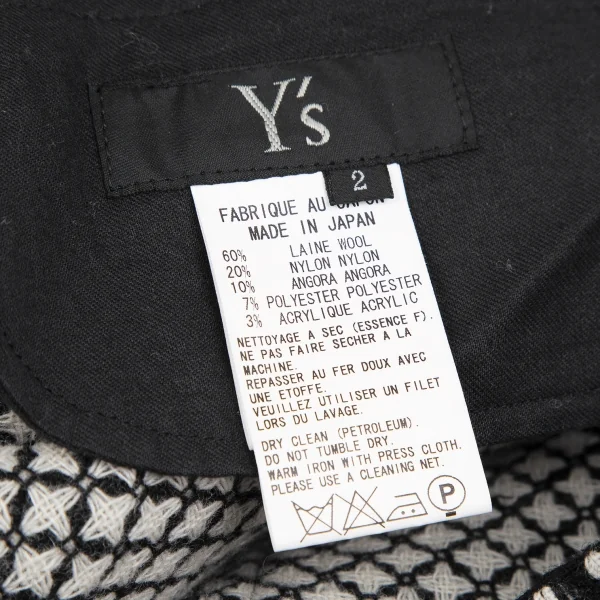 Y's
2
FABRIQUE AU JAPON
MADE IN JAPAN
60% LAINE WOOL
20% NYLON NYLON
10% ANGORA ANGORA
7% POLYESTER POLYESTER
3% ACRYLIQUE ACRYLIC
NETTOYAGE A SEC (ESSENCE F).
NE PAS FAIRE SECHER A LA
MACHINE.
REPASSER AU FER DOUX AVEC
UNE ETOFFE.
VEUILLEZ UTILISER UN FILET
LORS DU LAVAGE.
DRY CLEAN (PETROLEUM).
DO NOT TUMBLE DRY.
WARM IRON WITH PRESS CLOTH.
PLEASE USE A CLEANING NET.
P